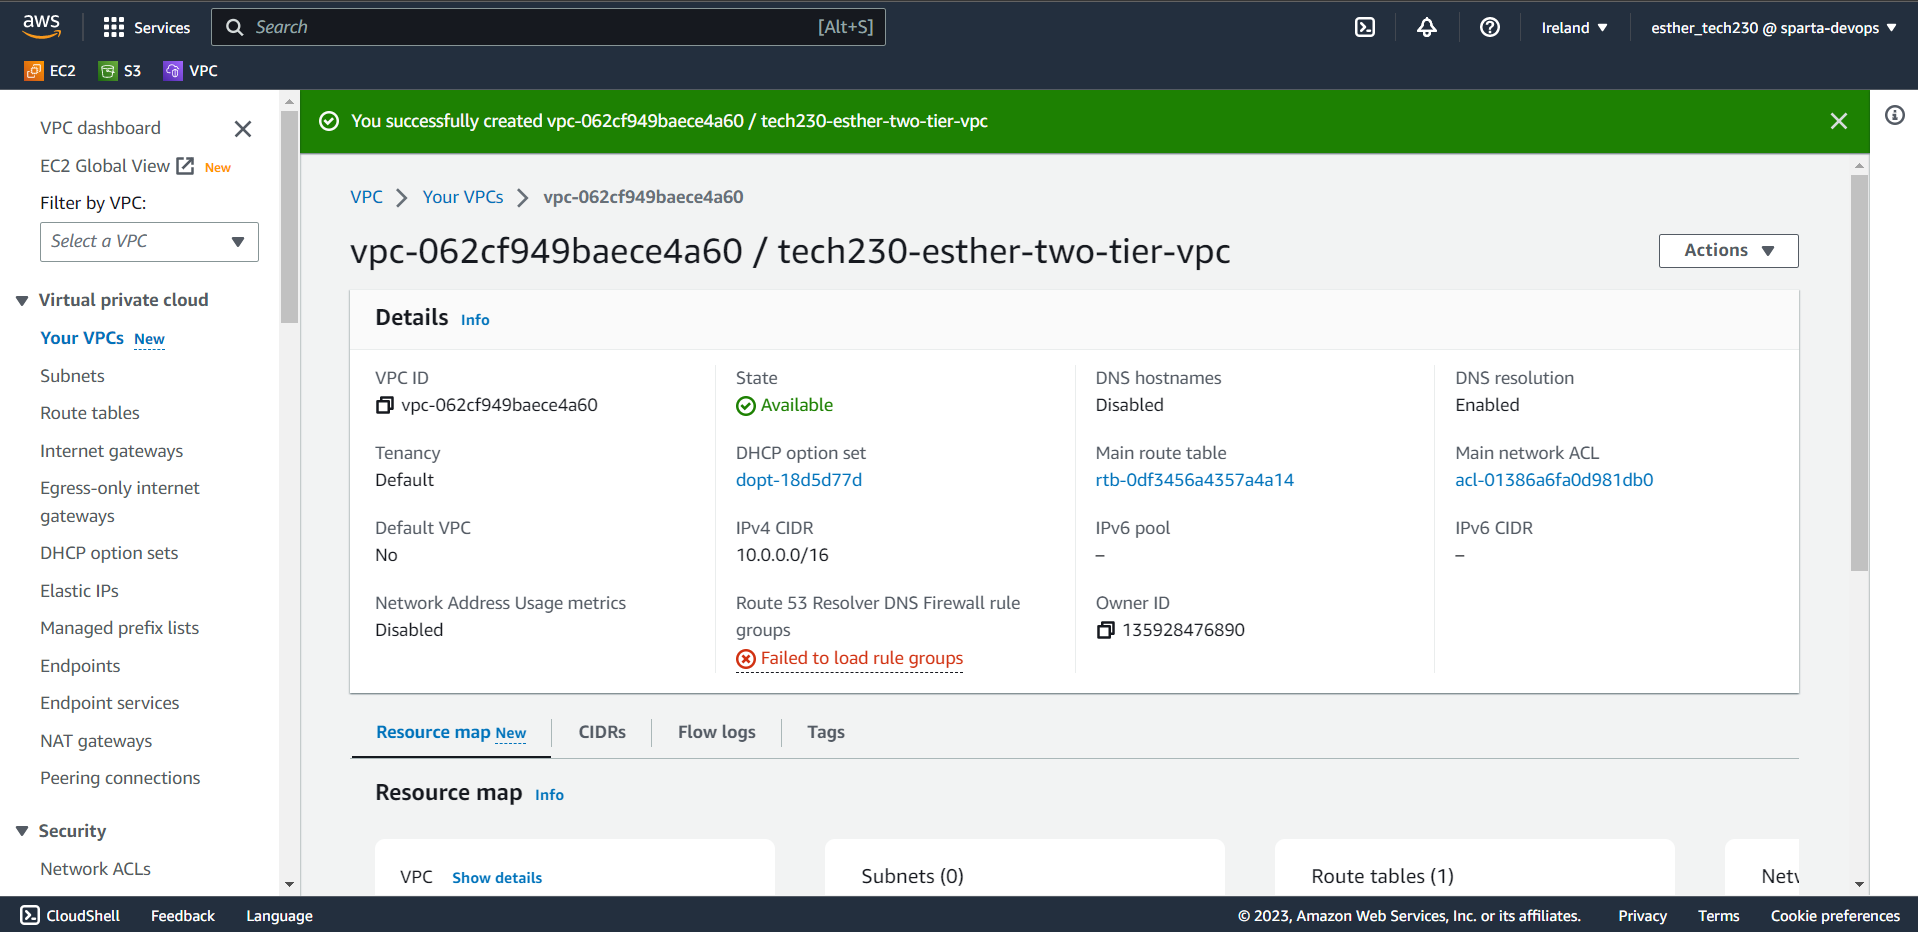 aws
Services
Search [Alt+S]
Ireland
esther_tech230 @ sparta-devops
EC2
S3
VPC
VPC dashboard
EC2 Global View New
Filter by VPC:
Select a VPC
Virtual private cloud
Your VPCs New
Subnets
Route tables
Internet gateways
Egress-only internet
gateways
DHCP option sets
Elastic IPs
Managed prefix lists
Endpoints
Endpoint services
NAT gateways
Peering connections
Security
Network ACLs
You successfully created vpc-062cf949baece4a60 / tech230-esther-two-tier-vpc
VPC
Your VPCs
vpc-062cf949baece4a60
vpc-062cf949baece4a60 / tech230-esther-two-tier-vpc
Actions
Details Info
VPC ID
vpc-062cf949baece4a60
State
Available
DNS hostnames
Disabled
DNS resolution
Enabled
Tenancy
Default
DHCP option set
dopt-18d5d77d
Main route table
rtb-0df3456a4357a4a14
Main network ACL
acl-01386a6fa0d981db0
Default VPC
No
IPv4 CIDR
10.0.0.0/16
IPv6 pool
–
IPv6 CIDR
–
Network Address Usage metrics
Disabled
Route 53 Resolver DNS Firewall rule
groups
Failed to load rule groups
Owner ID
135928476890
Resource map New
CIDRs
Flow logs
Tags
Resource map Info
VPC Show details
Subnets (0)
Route tables (1)
Netv
CloudShell
Feedback
Language
© 2023, Amazon Web Services, Inc. or its affiliates.
Privacy
Terms
Cookie preferences